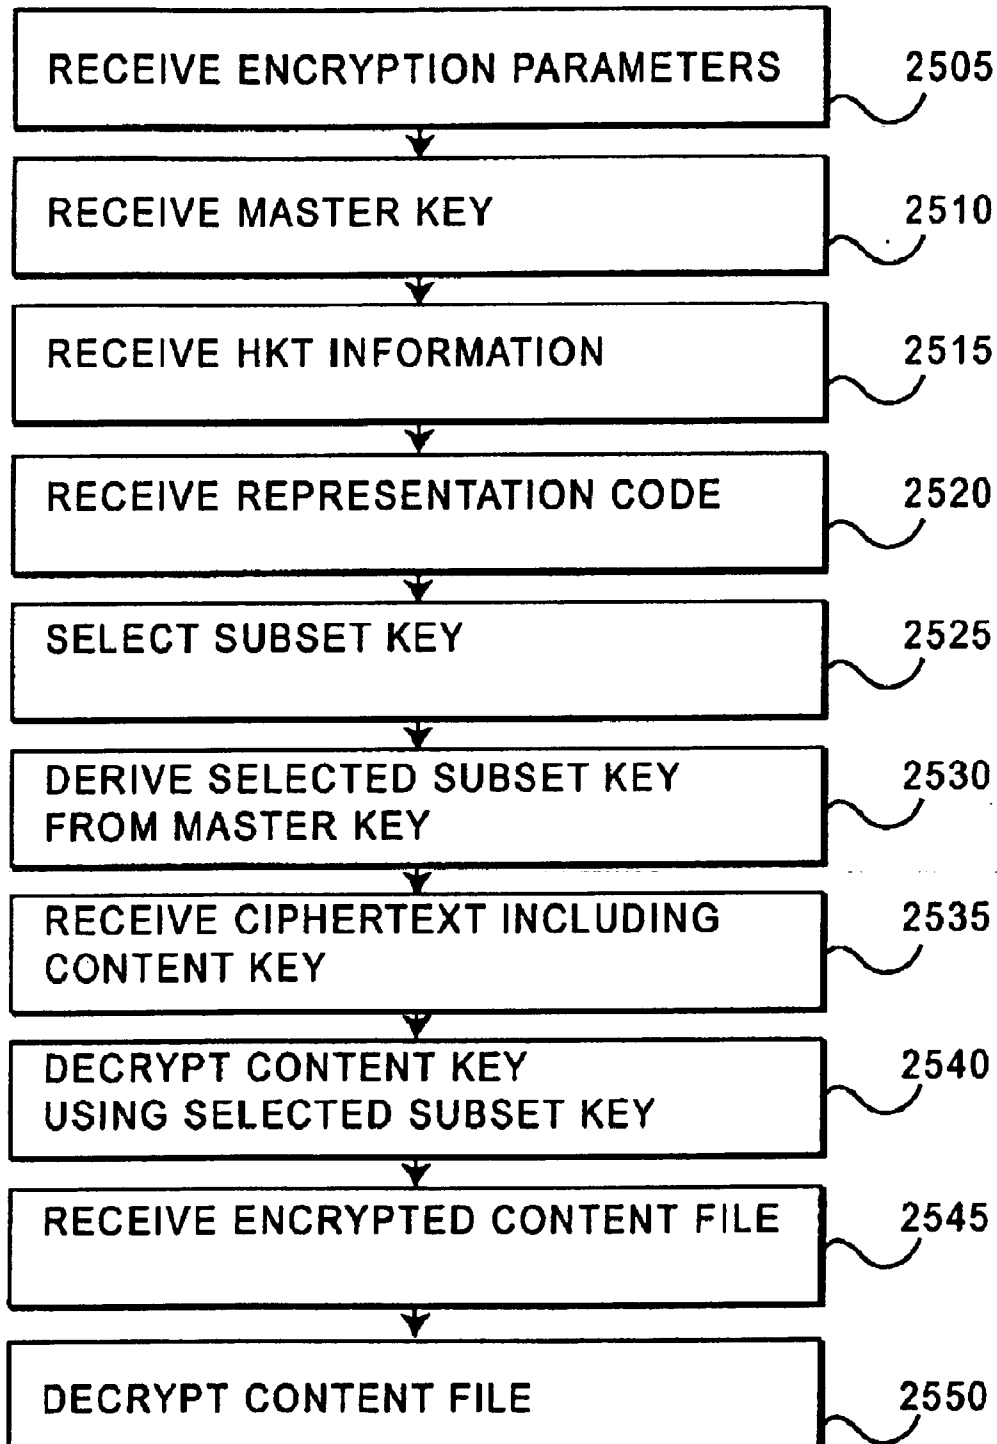 RECEIVE ENCRYPTION PARAMETERS 2505
RECEIVE MASTER KEY 2510
RECEIVE HKT INFORMATION 2515
RECEIVE REPRESENTATION CODE 2520
SELECT SUBSET KEY 2525
DERIVE SELECTED SUBSET KEY 2530
FROM MASTER KEY
RECEIVE CIPHERTEXT INCLUDING 2535
CONTENT KEY
DECRYPT CONTENT KEY 2540
USING SELECTED SUBSET KEY
RECEIVE ENCRYPTED CONTENT FILE 2545
DECRYPT CONTENT FILE 2550